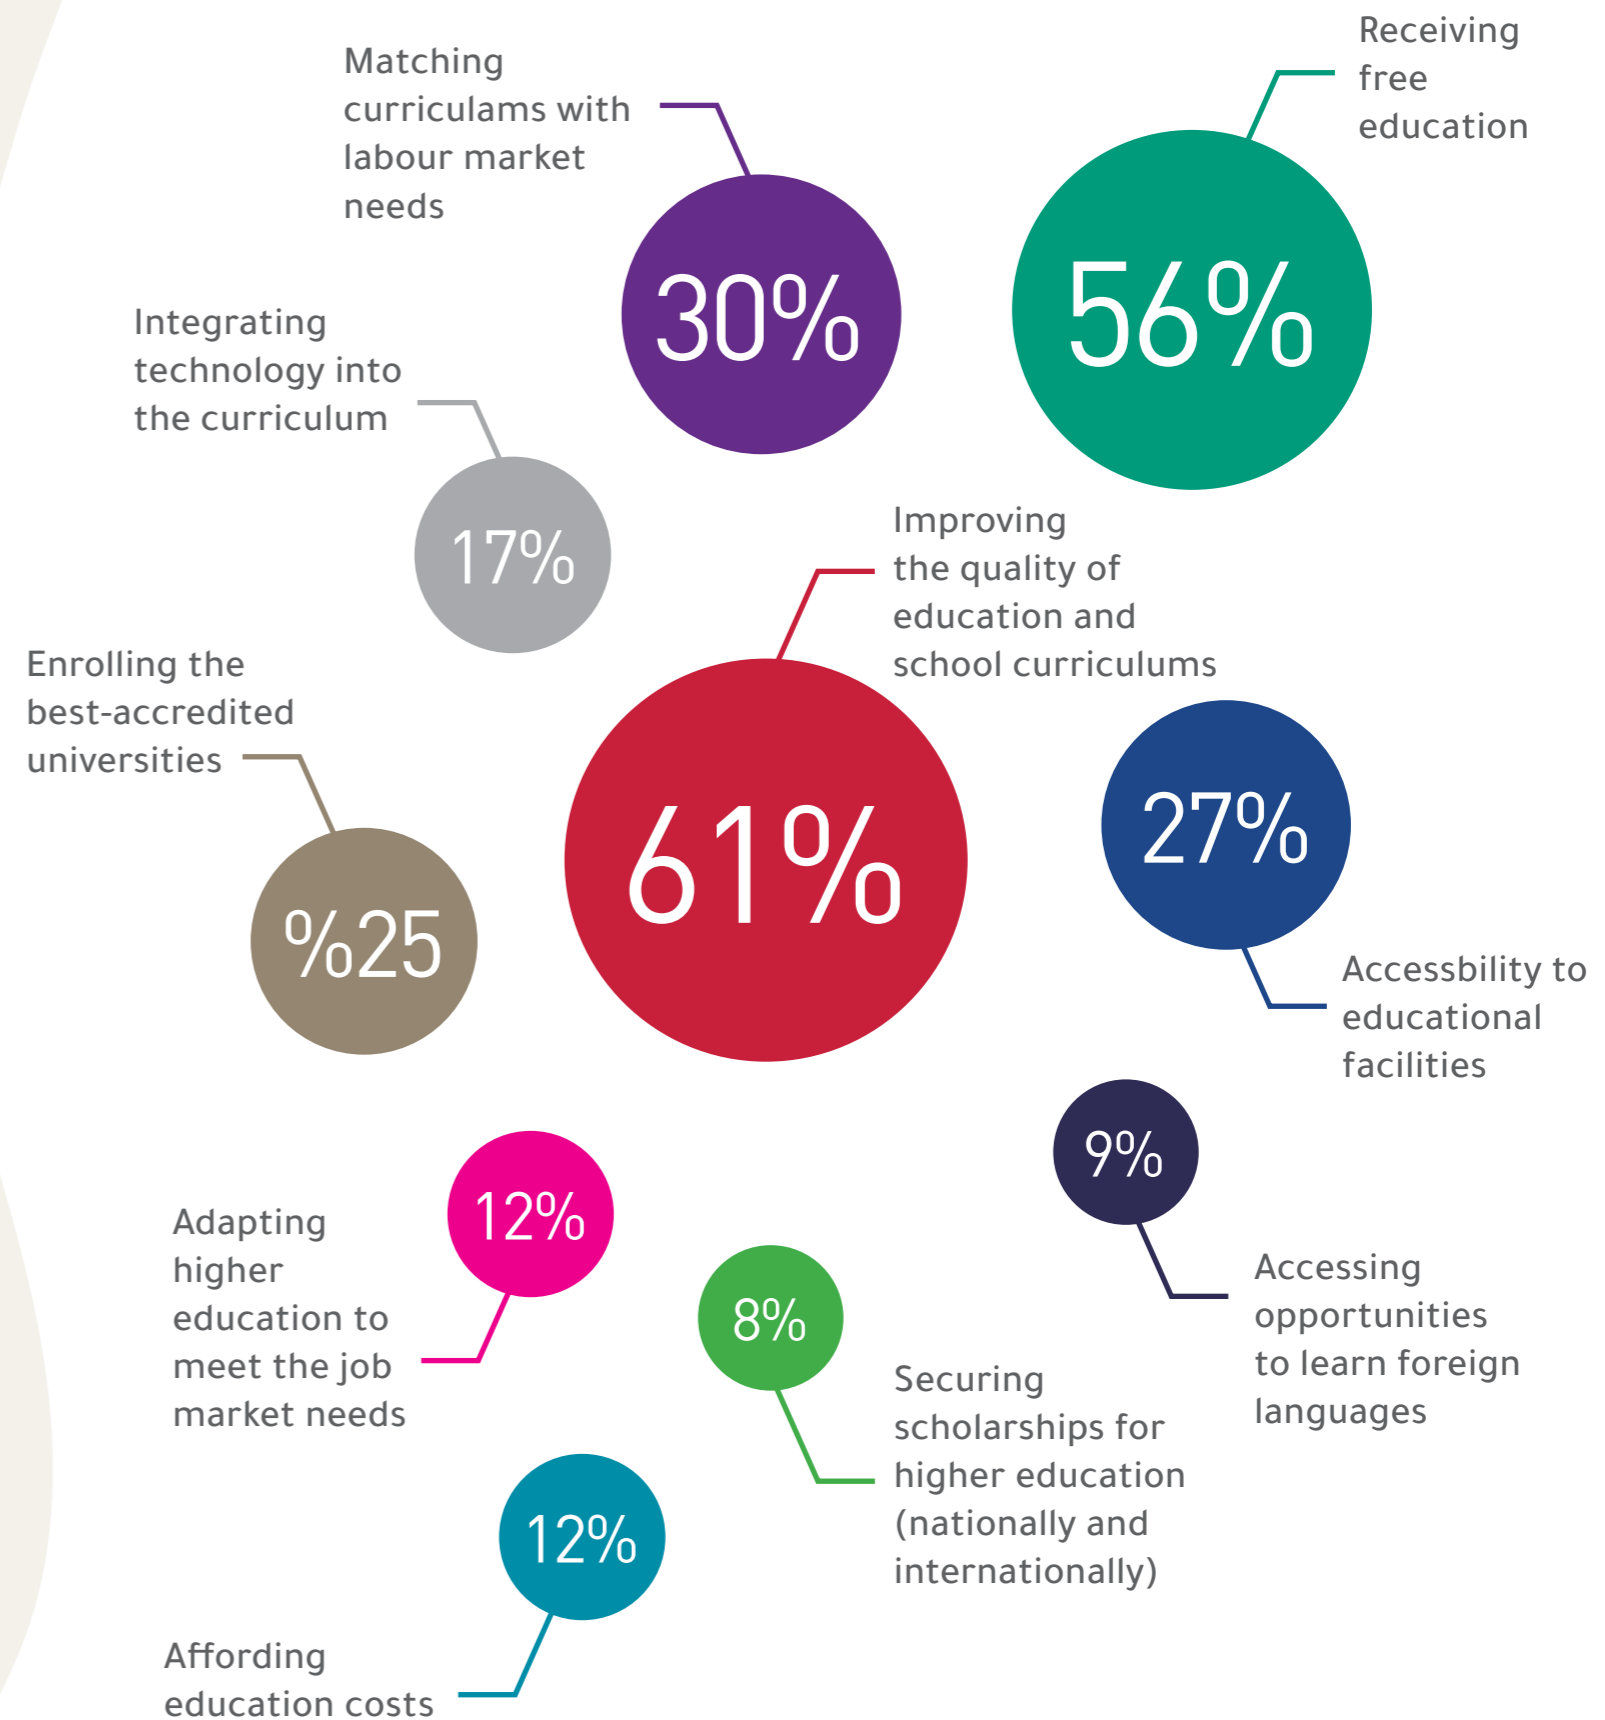 Matching
curriculams with
labour market
needs
30%
Receiving
free
education
56%
Integrating
technology into
the curriculum
17%
Improving
the quality of
education and
school curriculums
61%
Enrolling the
best-accredited
universities
%25
27%
Accessbility to
educational
facilities
9%
Accessing
opportunities
to learn foreign
languages
12%
Adapting
higher
education to
meet the job
market needs
8%
Securing
scholarships for
higher education
(nationally and
internationally)
12%
Affording
education costs